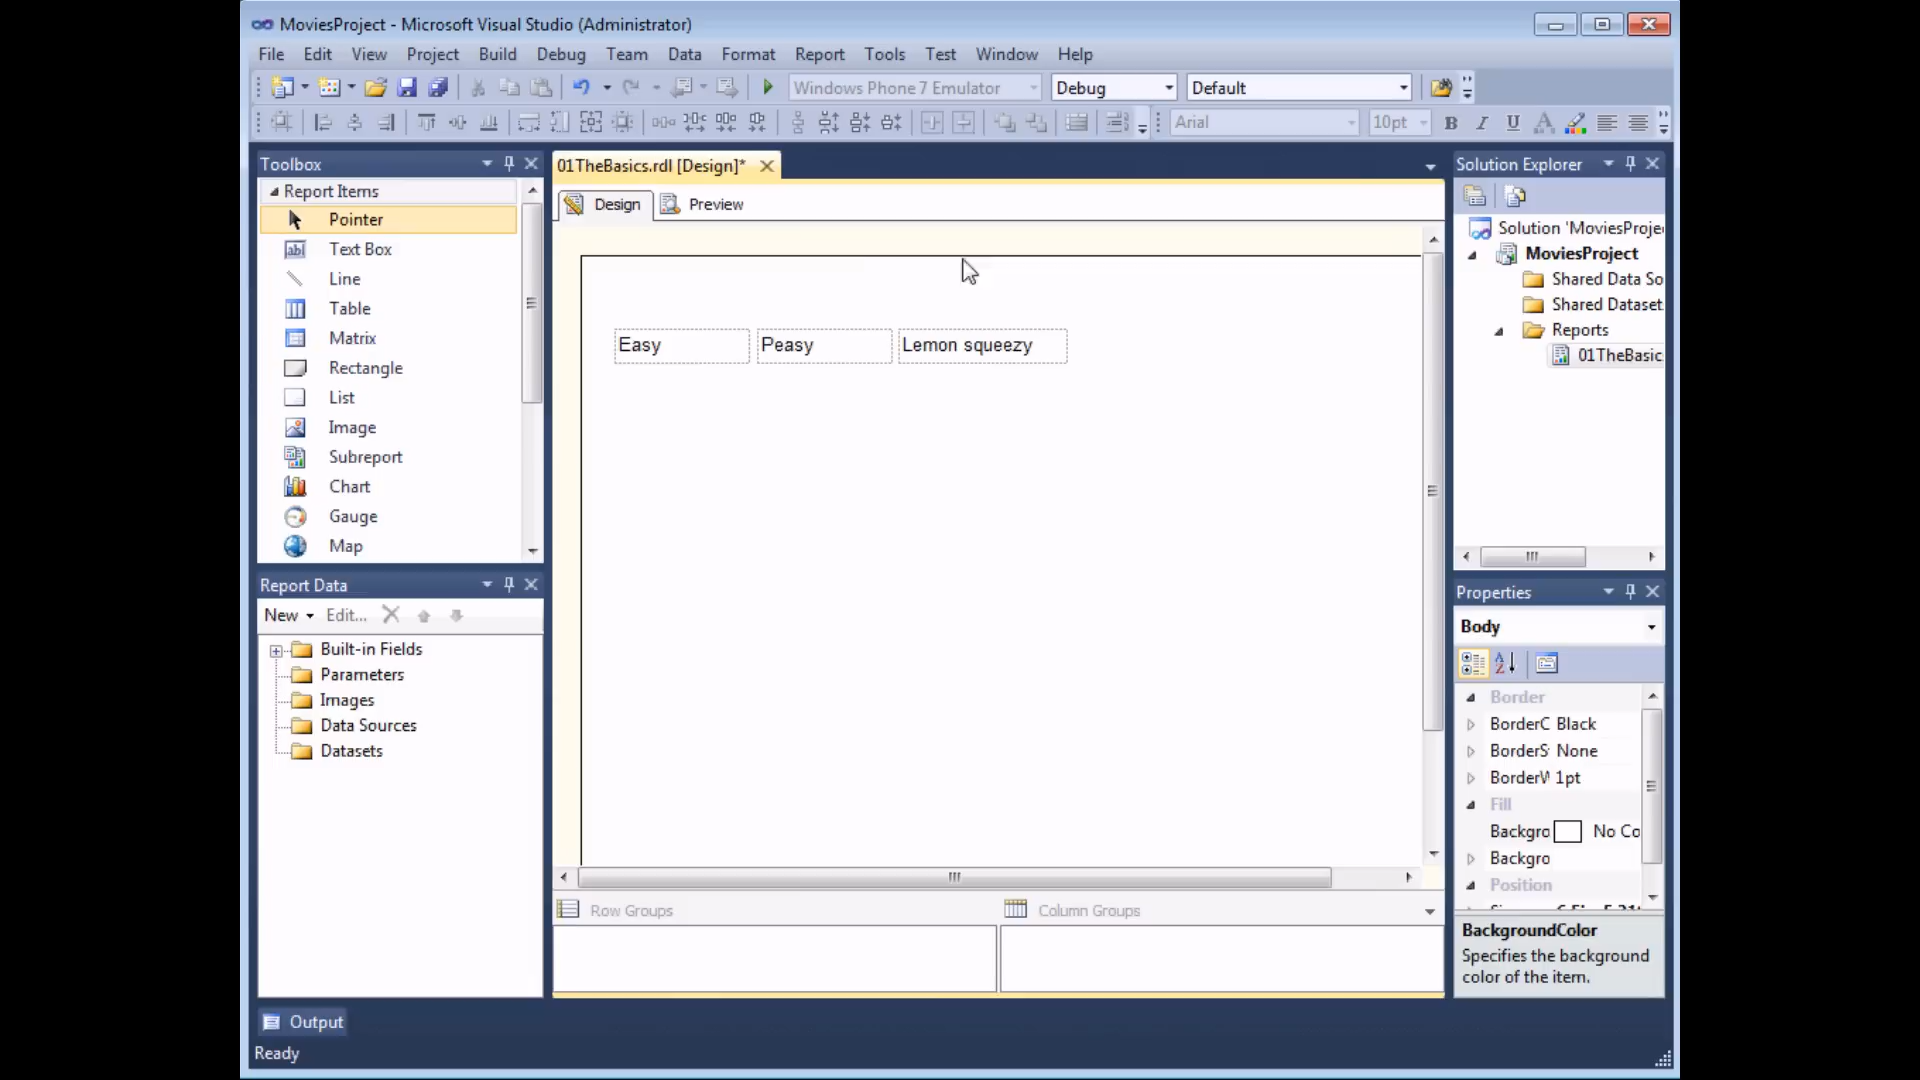 MoviesProject - Microsoft Visual Studio (Administrator)
File Edit View Project Build Debug Team Data Format Report Tools Test Window Help
Windows Phone 7 Emulator Debug Default
Arial 10pt B I U A
Toolbox
Report Items
Pointer
Text Box
Line
Table
Matrix
Rectangle
List
Image
Subreport
Chart
Gauge
Map
Report Data
New Edit...
Built-in Fields
Parameters
Images
Data Sources
Datasets
01TheBasics.rdl [Design]*
Design Preview
Easy Peasy Lemon squeezy
Row Groups Column Groups
Solution Explorer
Solution 'MoviesProje
MoviesProject
Shared Data So
Shared Dataset
Reports
01TheBasic
Properties
Body
Border
BorderC Black
BorderS None
BorderW 1pt
Fill
Backgro No Co
Backgro
Position
BackgroundColor
Specifies the background
color of the item.
Output
Ready